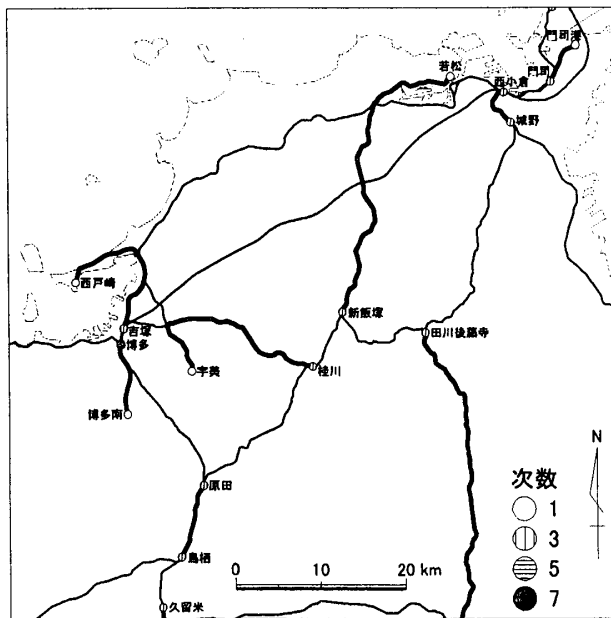 門司港
若松
門司
西小倉
城野
西戸崎
吉塚
博多
新飯塚
田川後藤寺
宇美
桂川
博多南
原田
鳥栖
久留米
N
次数
1
3
5
7
0 10 20 km